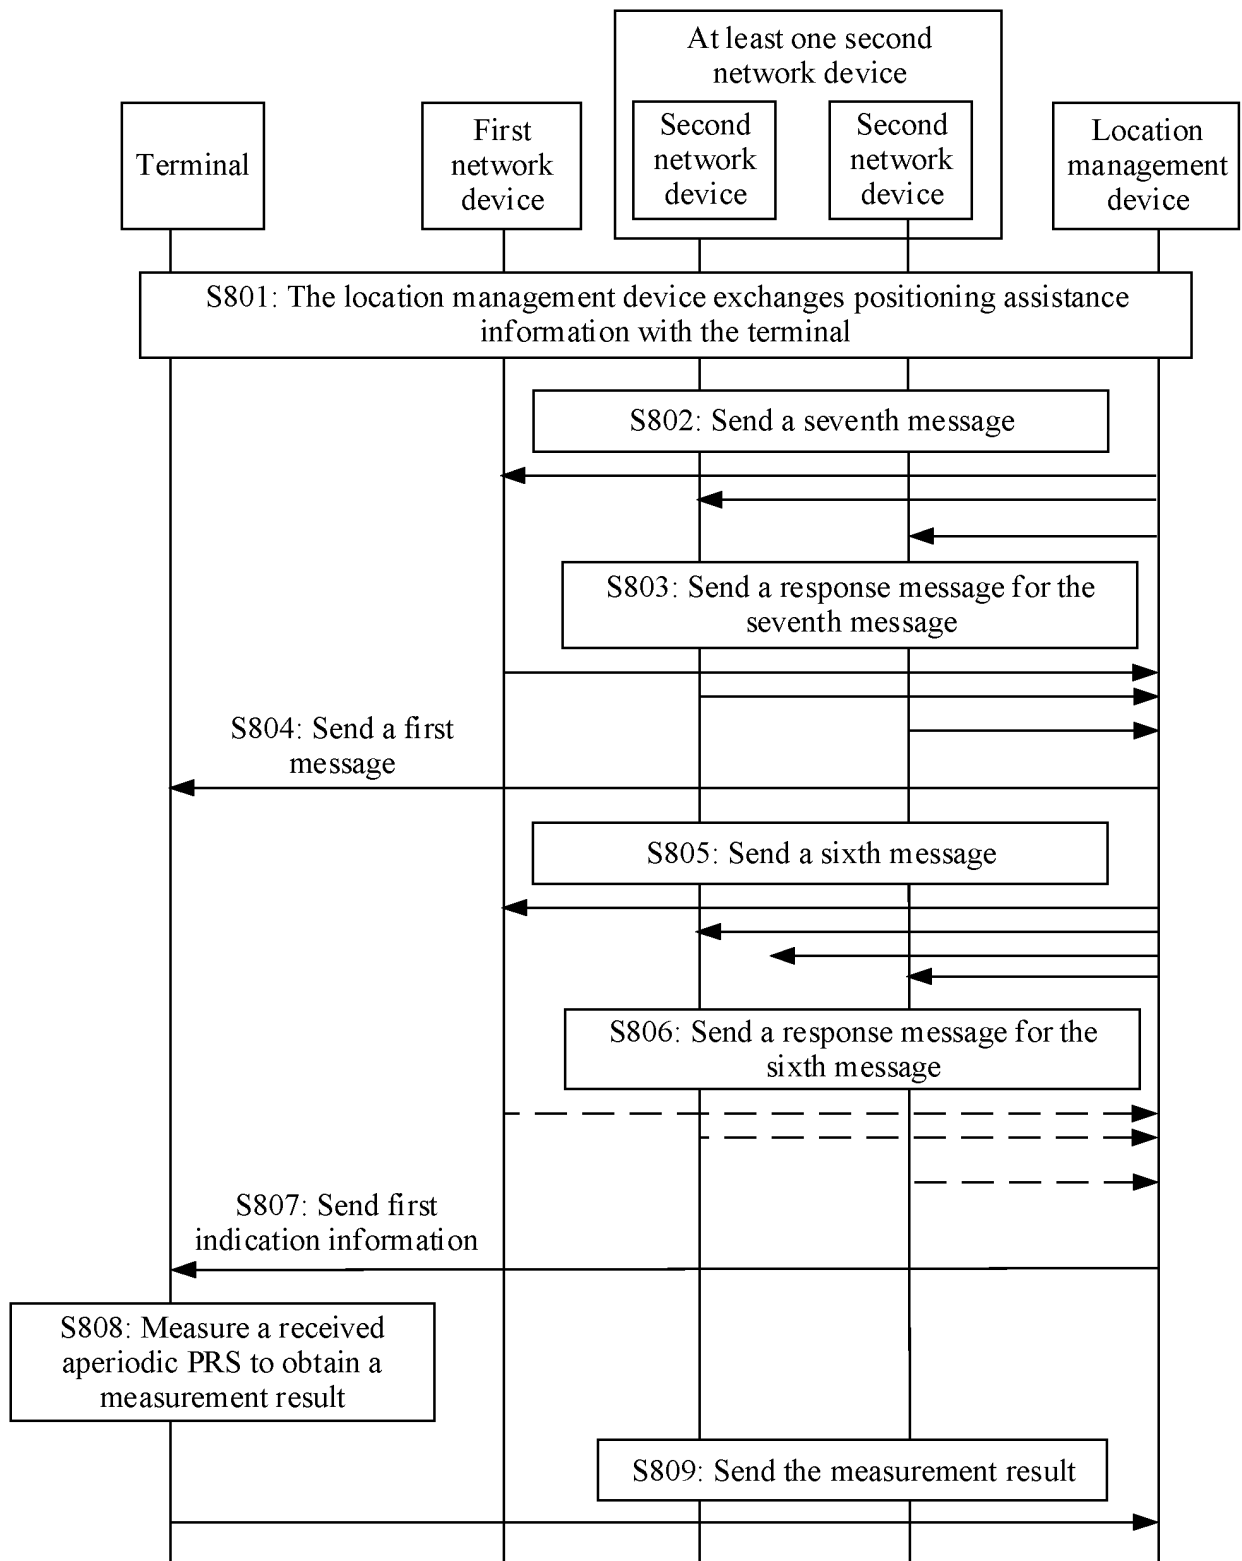 At least one second
network device
Terminal
First
network
device
Second
network
device
Second
network
device
Location
management
device
S801: The location management device exchanges positioning assistance
information with the terminal
S802: Send a seventh message
S803: Send a response message for the
seventh message
S804: Send a first
message
S805: Send a sixth message
S806: Send a response message for the
sixth message
S807: Send first
indication information
S808: Measure a received
aperiodic PRS to obtain a
measurement result
S809: Send the measurement result